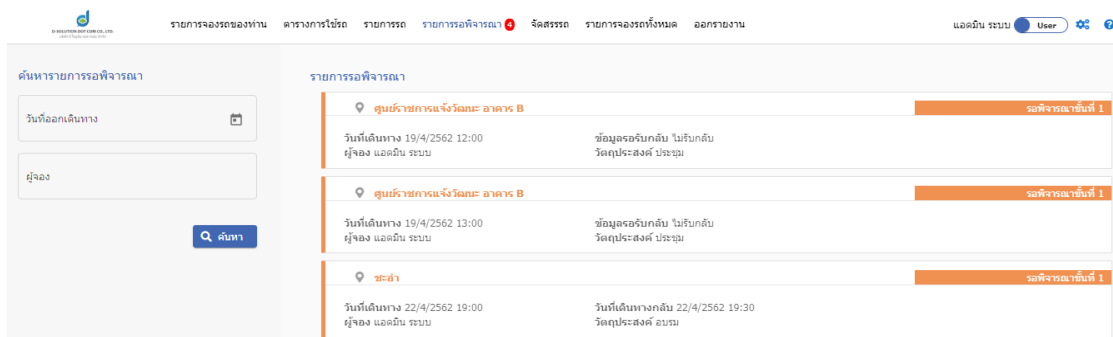 D-SOLUTION DOT COM CO., LTD.
รายการจองรถของท่าน ตารางการใช้รถ รายการรถ รายการรอพิจารณา 4 จัดสรรรถ รายการจองรถทั้งหมด ออกรายงาน แอดมิน ระบบ User ?
ค้นหารายการรอพิจารณา
วันที่ออกเดินทาง
ผู้จอง
ค้นหา
รายการรอพิจารณา
ศูนย์ราชการแจ้งวัฒนะ อาคาร B รอพิจารณาขั้นที่ 1
วันที่เดินทาง 19/4/2562 12:00 ข้อมูลรอรับกลับ ไม่รับกลับ
ผู้จอง แอดมิน ระบบ วัตถุประสงค์ ประชุม
ศูนย์ราชการแจ้งวัฒนะ อาคาร B รอพิจารณาขั้นที่ 1
วันที่เดินทาง 19/4/2562 13:00 ข้อมูลรอรับกลับ ไม่รับกลับ
ผู้จอง แอดมิน ระบบ วัตถุประสงค์ ประชุม
ชะอำ รอพิจารณาขั้นที่ 1
วันที่เดินทาง 22/4/2562 19:00 วันที่เดินทางกลับ 22/4/2562 19:30
ผู้จอง แอดมิน ระบบ วัตถุประสงค์ อบรม